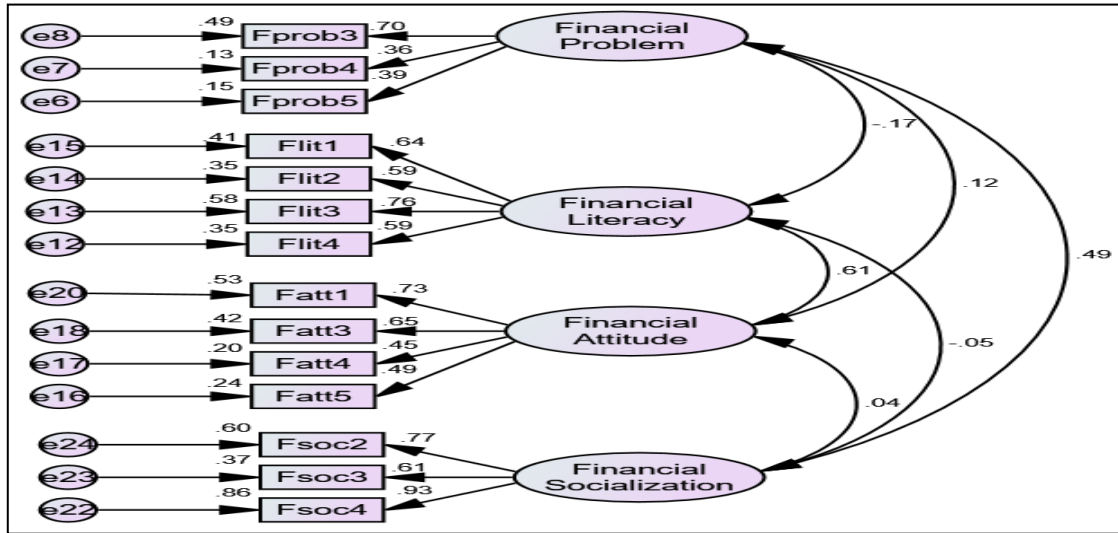 e8 .49 Fprob3 .70 Financial
Problem
e7 .13 Fprob4 .36
e6 .15 Fprob5 .39
-.17
e15 .41 Flit1 .64
e14 .35 Flit2 .59
.12
e13 .58 Flit3 .76 Financial
Literacy
e12 .35 Flit4 .59
.49
.61
e20 .53 Fatt1 .73
e18 .42 Fatt3 .65 Financial
Attitude
-.05
e17 .20 Fatt4 .45
e16 .24 Fatt5 .49
.04
e24 .60 Fsoc2 .77
e23 .37 Fsoc3 .61 Financial
Socialization
e22 .86 Fsoc4 .93